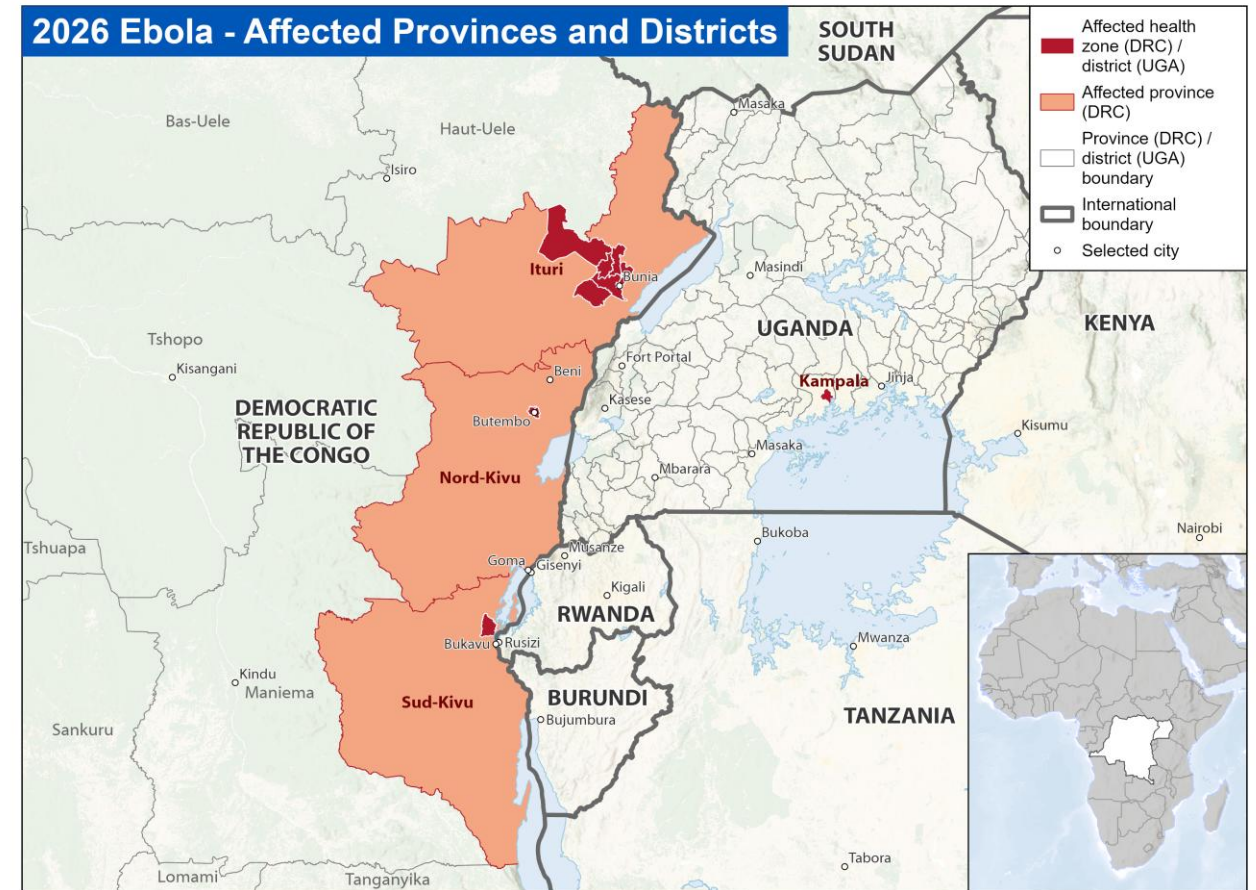 2026 Ebola - Affected Provinces and Districts
SOUTH
SUDAN
Affected health
zone (DRC) /
district (UGA)
Affected province
(DRC)
Province (DRC) /
district (UGA)
boundary
International
boundary
Selected city
Bas-Uele
Haut-Uele
Isiro
Masaka
Ituri
Bunia
Masindi
UGANDA
KENYA
Tshopo
Kisangani
Fort Portal
Beni
Kampala
Jinja
Kasese
DEMOCRATIC
REPUBLIC OF
THE CONGO
Butembo
Kisumu
Masaka
Nord-Kivu
Mbarara
Tshuapa
Bukoba
Nairobi
Musanze
Goma
Gisenyi
Kigali
RWANDA
Bukavu
Rusizi
Mwanza
Kindu
Maniema
Sud-Kivu
BURUNDI
Bujumbura
TANZANIA
Sankuru
Tabora
Lomami
Tanganyika